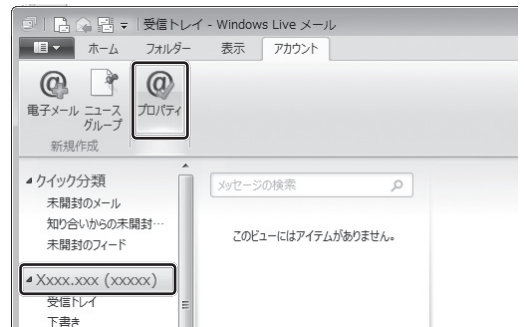 受信トレイ - Windows Live メール
ホーム フォルダー 表示 アカウント
電子メール ニュース グループ プロパティ
新規作成
クイック分類
未開封のメール
知り合いからの未開封…
未開封のフィード
Xxxx.xxx (xxxxx)
受信トレイ
下書き
メッセージの検索
このビューにはアイテムがありません。